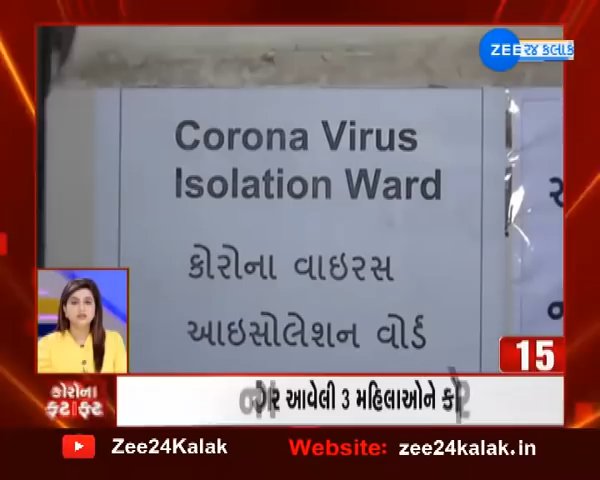 ZEE ૨૪ કલાક
Corona Virus
Isolation Ward
કોરોના વાઇરસ
આઇસોલેશન વોર્ડ
15
કોરોના
ફટાફટ
આવેલી 3 મહિલાઓને
Zee24Kalak Website: zee24kalak.in